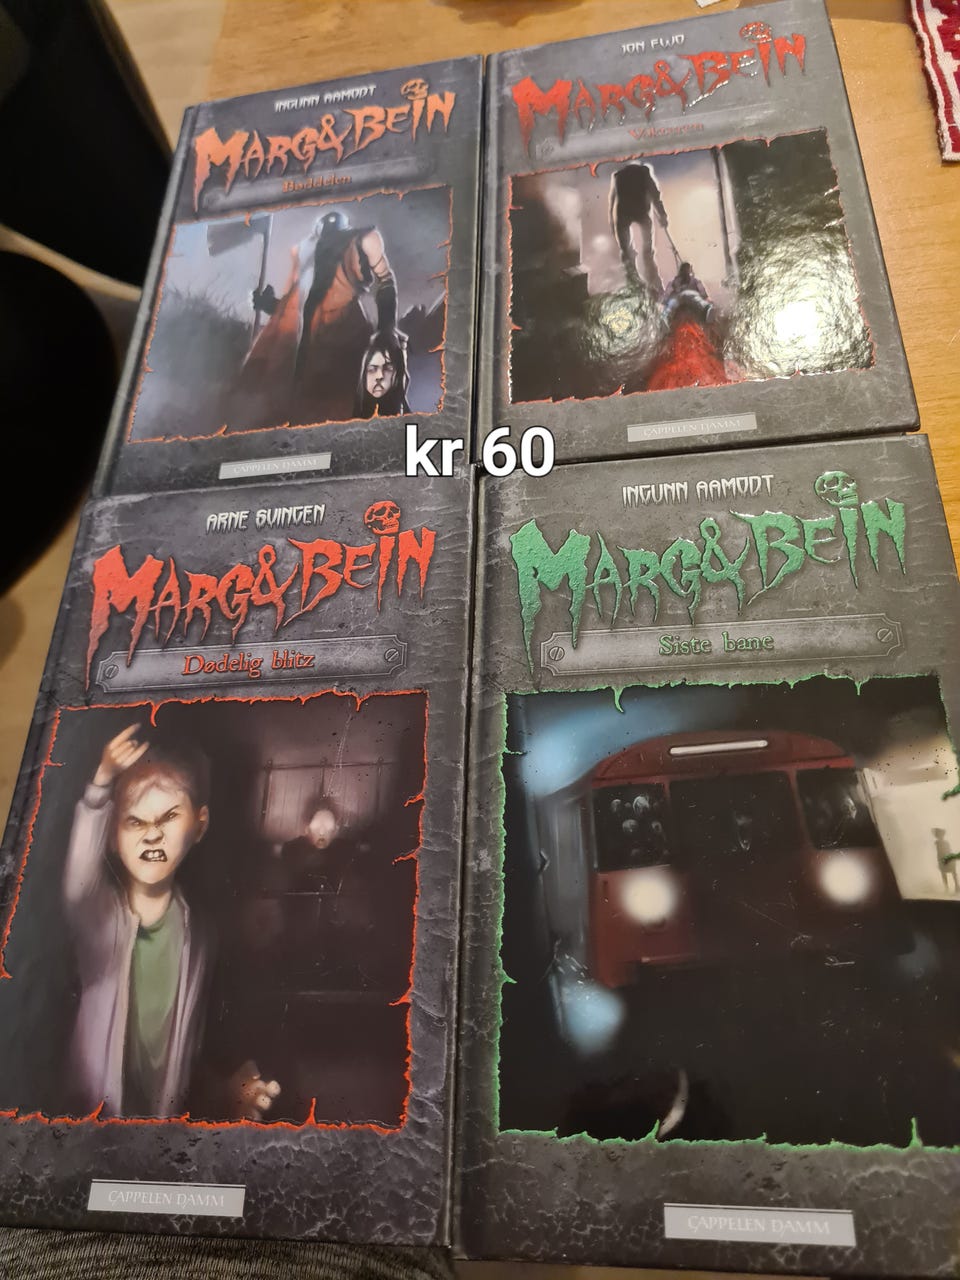 INGUNN AAMODT
MARG&BEIN
Bøddelen
CAPPELEN DAMM
JON EWO
MARG&BEIN
CAPPELEN DAMM
kr 60
ARNE SVINGEN
MARG&BEIN
Dødelig blitz
CAPPELEN DAMM
INGUNN AAMODT
MARG&BEIN
Siste bane
CAPPELEN DAMM